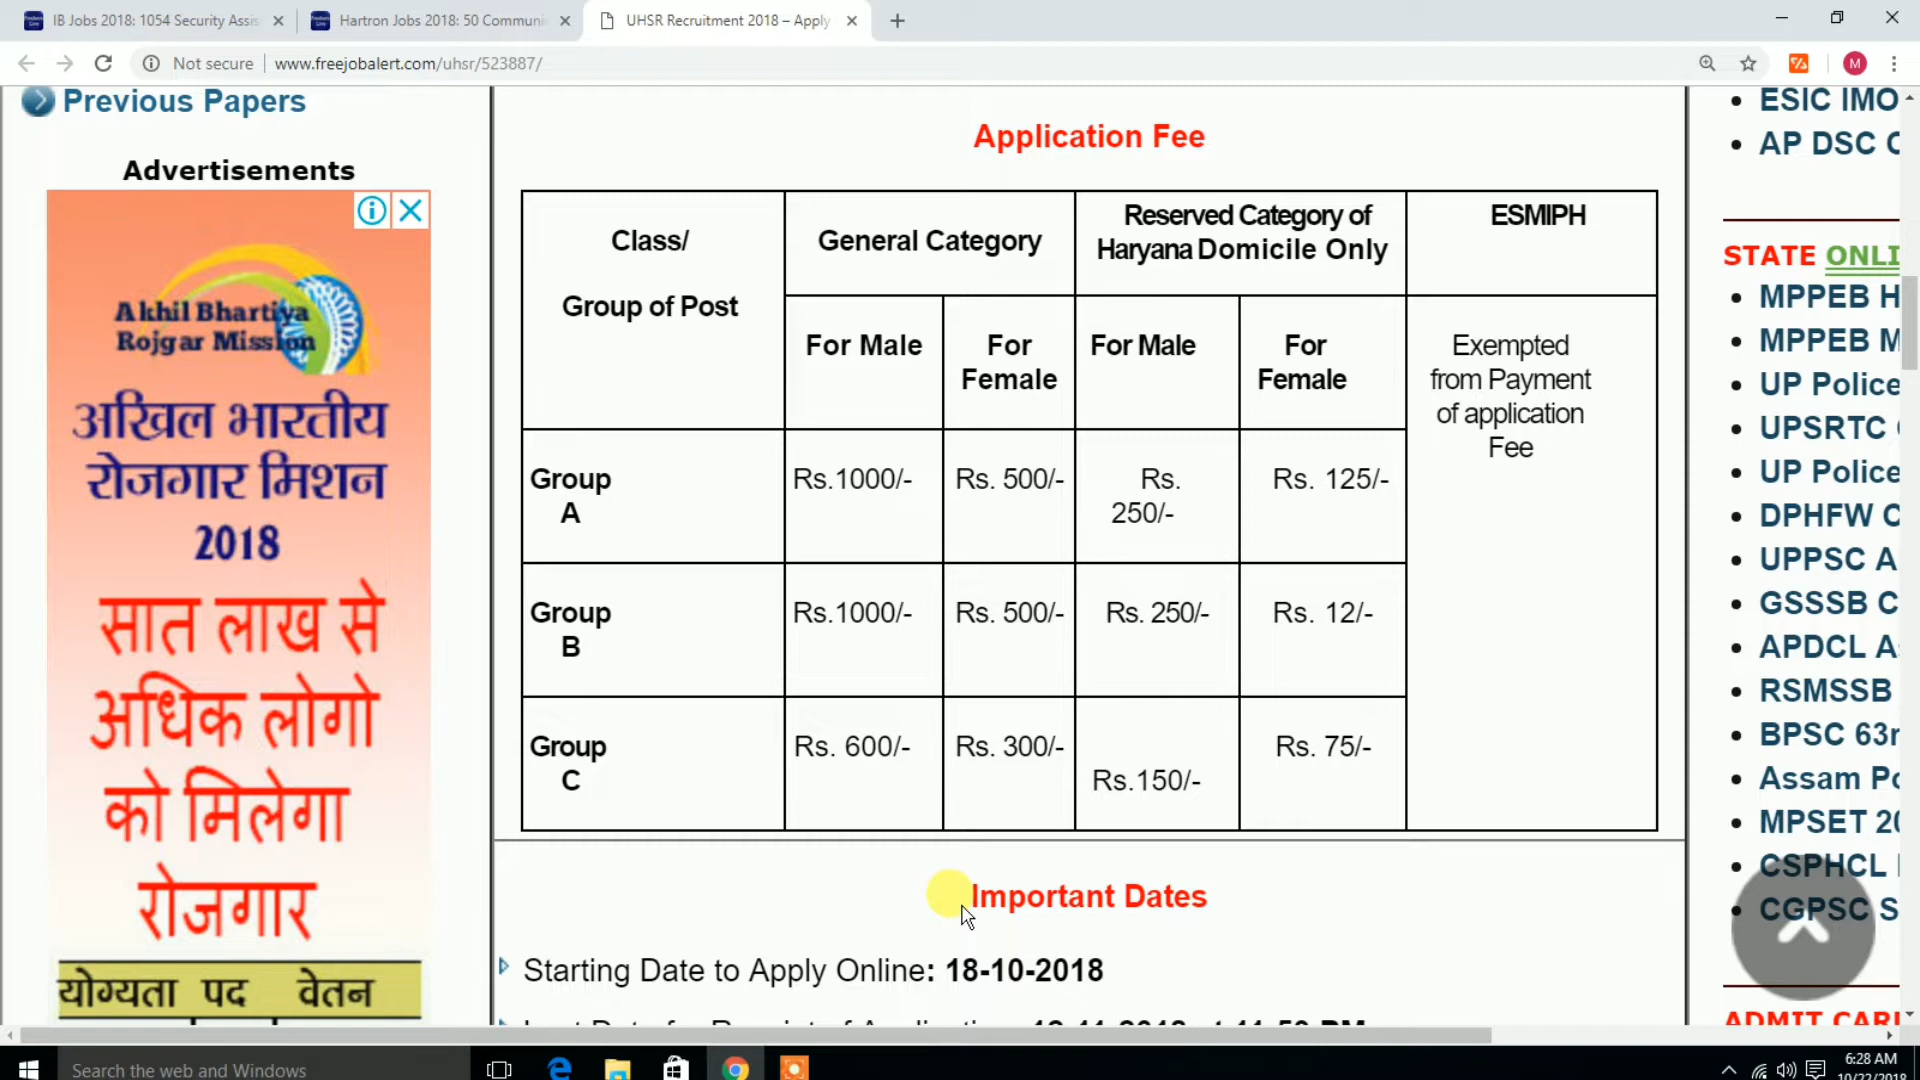 IB Jobs 2018: 1054 Security Assis
Hartron Jobs 2018: 50 Communi
UHSR Recruitment 2018 – Apply
Not secure
www.freejobalert.com/uhsr/523887/
M
Previous Papers
Advertisements
Akhil Bhartiya
Rojgar Mission
अखिल भारतीय
रोजगार मिशन
2018
सात लाख से
अधिक लोगो
को मिलेगा
रोजगार
योग्यता पद वेतन
Application Fee
Class/
Group of Post
General Category
Reserved Category of
Haryana Domicile Only
ESMIPH
For Male
For
Female
For Male
For
Female
Exempted
from Payment
of application
Fee
Group
A
Rs.1000/-
Rs. 500/-
Rs.
250/-
Rs. 125/-
Group
B
Rs.1000/-
Rs. 500/-
Rs. 250/-
Rs. 12/-
Group
C
Rs. 600/-
Rs. 300/-
Rs.150/-
Rs. 75/-
Important Dates
Starting Date to Apply Online: 18-10-2018
ESIC IMO
AP DSC
STATE ONLI
MPPEB H
MPPEB M
UP Police
UPSRTC
UP Police
DPHFW C
UPPSC A
GSSSB C
APDCL A
RSMSSB
BPSC 63r
Assam Po
MPSET 20
CSPHCL
CGPSC S
ADMIT CAR
Search the web and Windows
6:28 AM
10/22/2018